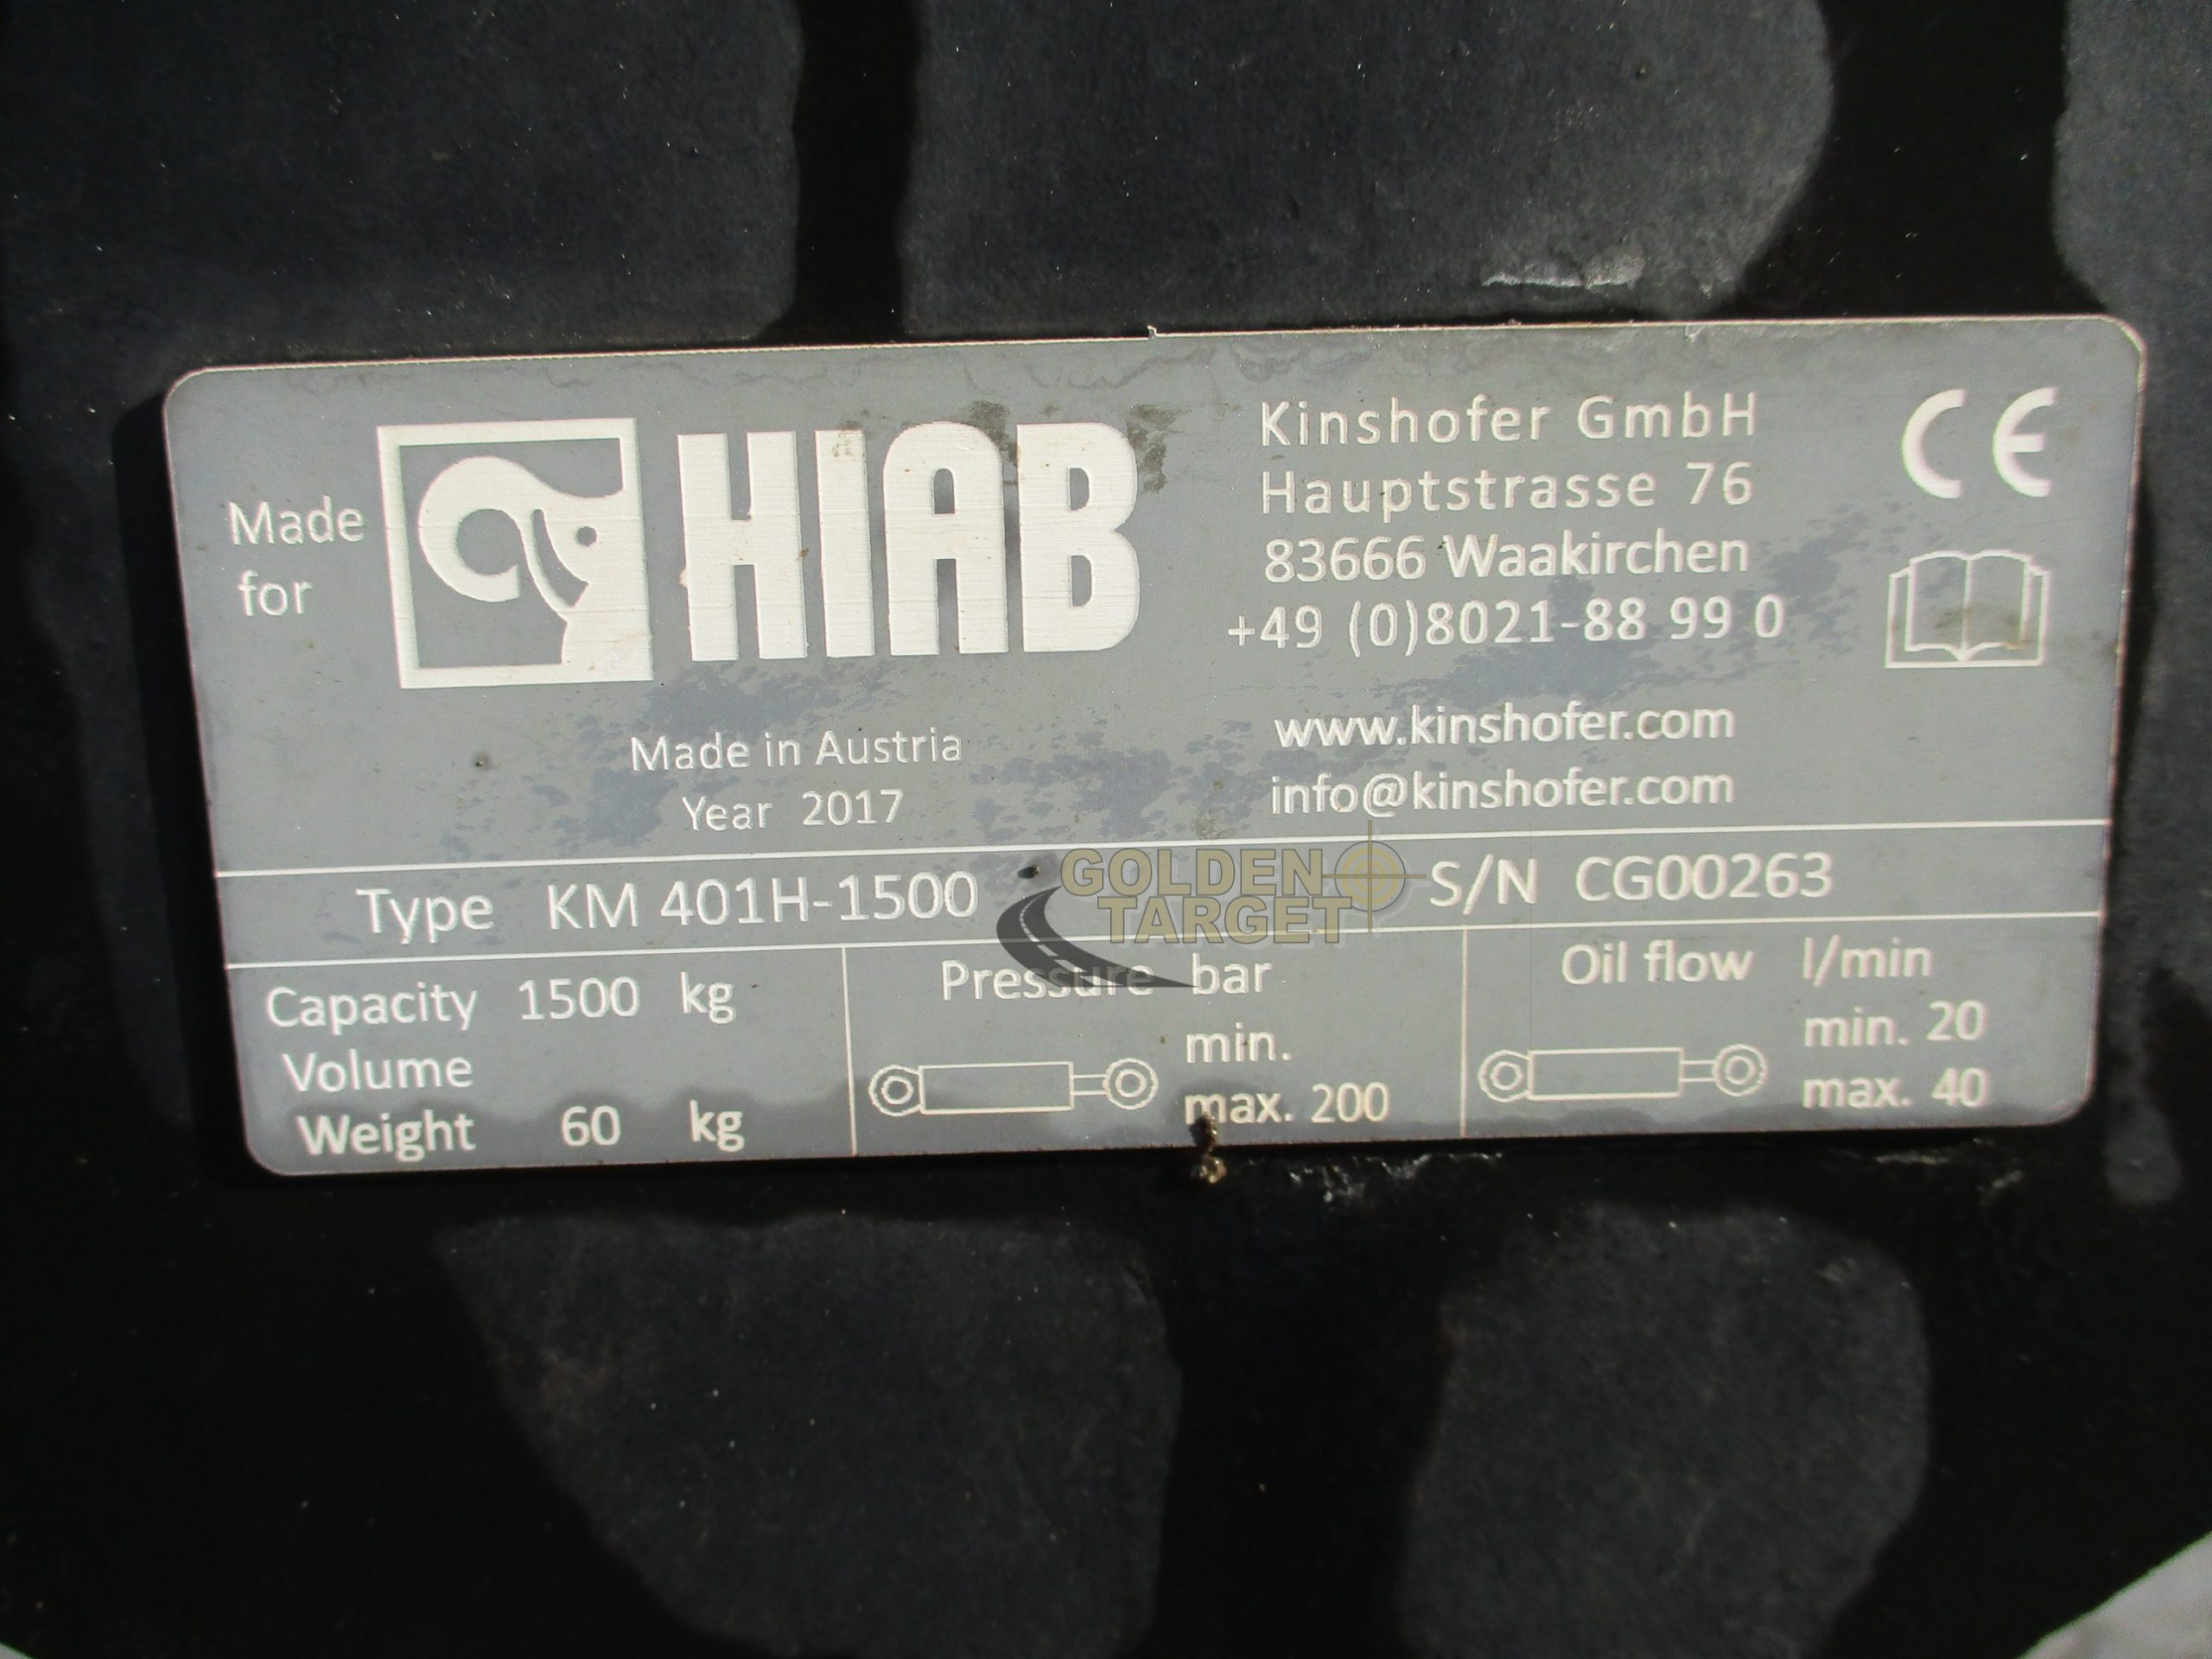 Made
for
HIAB
Kinshofer GmbH
Hauptstrasse 76
83666 Waakirchen
+49 (0)8021-88 99 0
CE
www.kinshofer.com
info@kinshofer.com
Made in Austria
Year 2017
Type KM 401H-1500
GOLDEN
TARGET
S/N CG00263
Capacity 1500 kg
Volume
Weight 60 kg
Pressure bar
min.
max. 200
Oil flow l/min
min. 20
max. 40